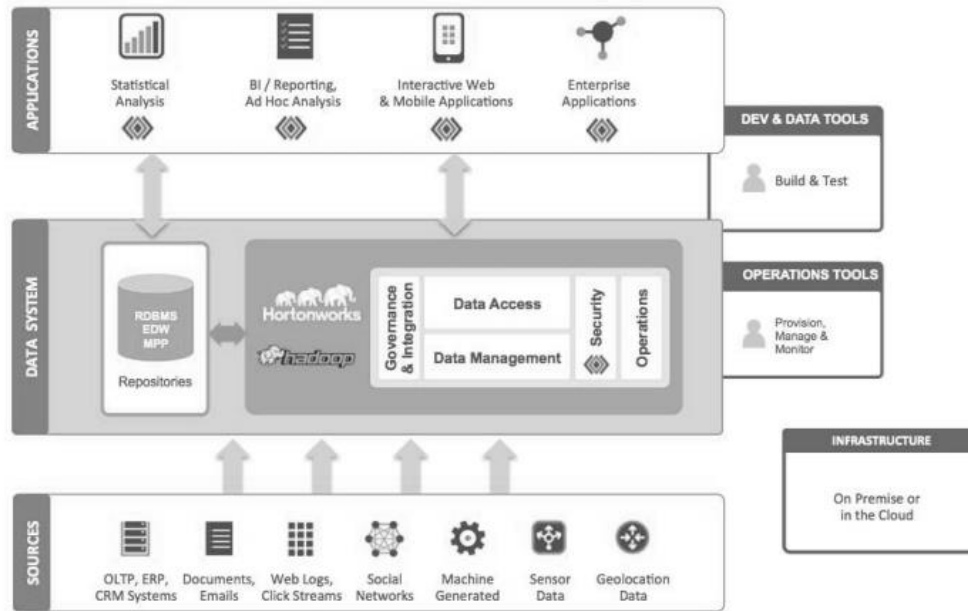 APPLICATIONS
Statistical
Analysis
BI / Reporting,
Ad Hoc Analysis
Interactive Web
& Mobile Applications
Enterprise
Applications
DEV & DATA TOOLS
Build & Test
DATA SYSTEM
RDBMS
EDW
MPP
Repositories
Hortonworks
hadoop
Governance
& Integration
Data Access
Data Management
Security
Operations
OPERATIONS TOOLS
Provision,
Manage &
Monitor
INFRASTRUCTURE
On Premise or
in the Cloud
SOURCES
OLTP, ERP,
CRM Systems
Documents,
Emails
Web Logs,
Click Streams
Social
Networks
Machine
Generated
Sensor
Data
Geolocation
Data